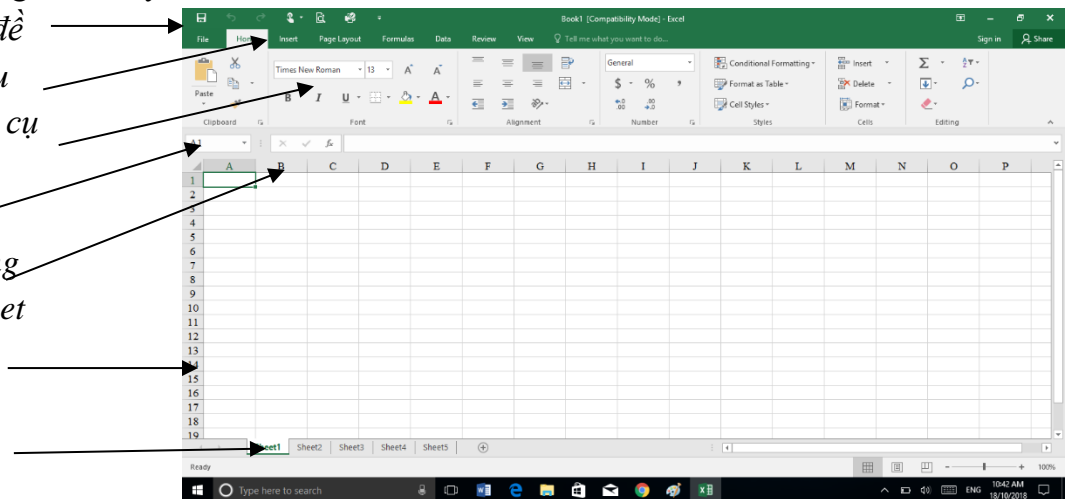 đề
cụ
et
Book1 [Compatibility Mode] - Excel
File Home Insert Page Layout Formulas Data Review View Tell me what you want to do... Sign in Share
Paste
Times New Roman 13 A A
B I U A
General
$ % ,
Conditional Formatting
Format as Table
Cell Styles
Insert
Delete
Format
Clipboard Font Alignment Number Styles Cells Editing
A1 fx
A B C D E F G H I J K L M N O P
1
2
3
4
5
6
7
8
9
10
11
12
13
14
15
16
17
18
19
Sheet1 Sheet2 Sheet3 Sheet4 Sheet5
Ready 100%
Type here to search ENG 10:42 AM
18/10/2018